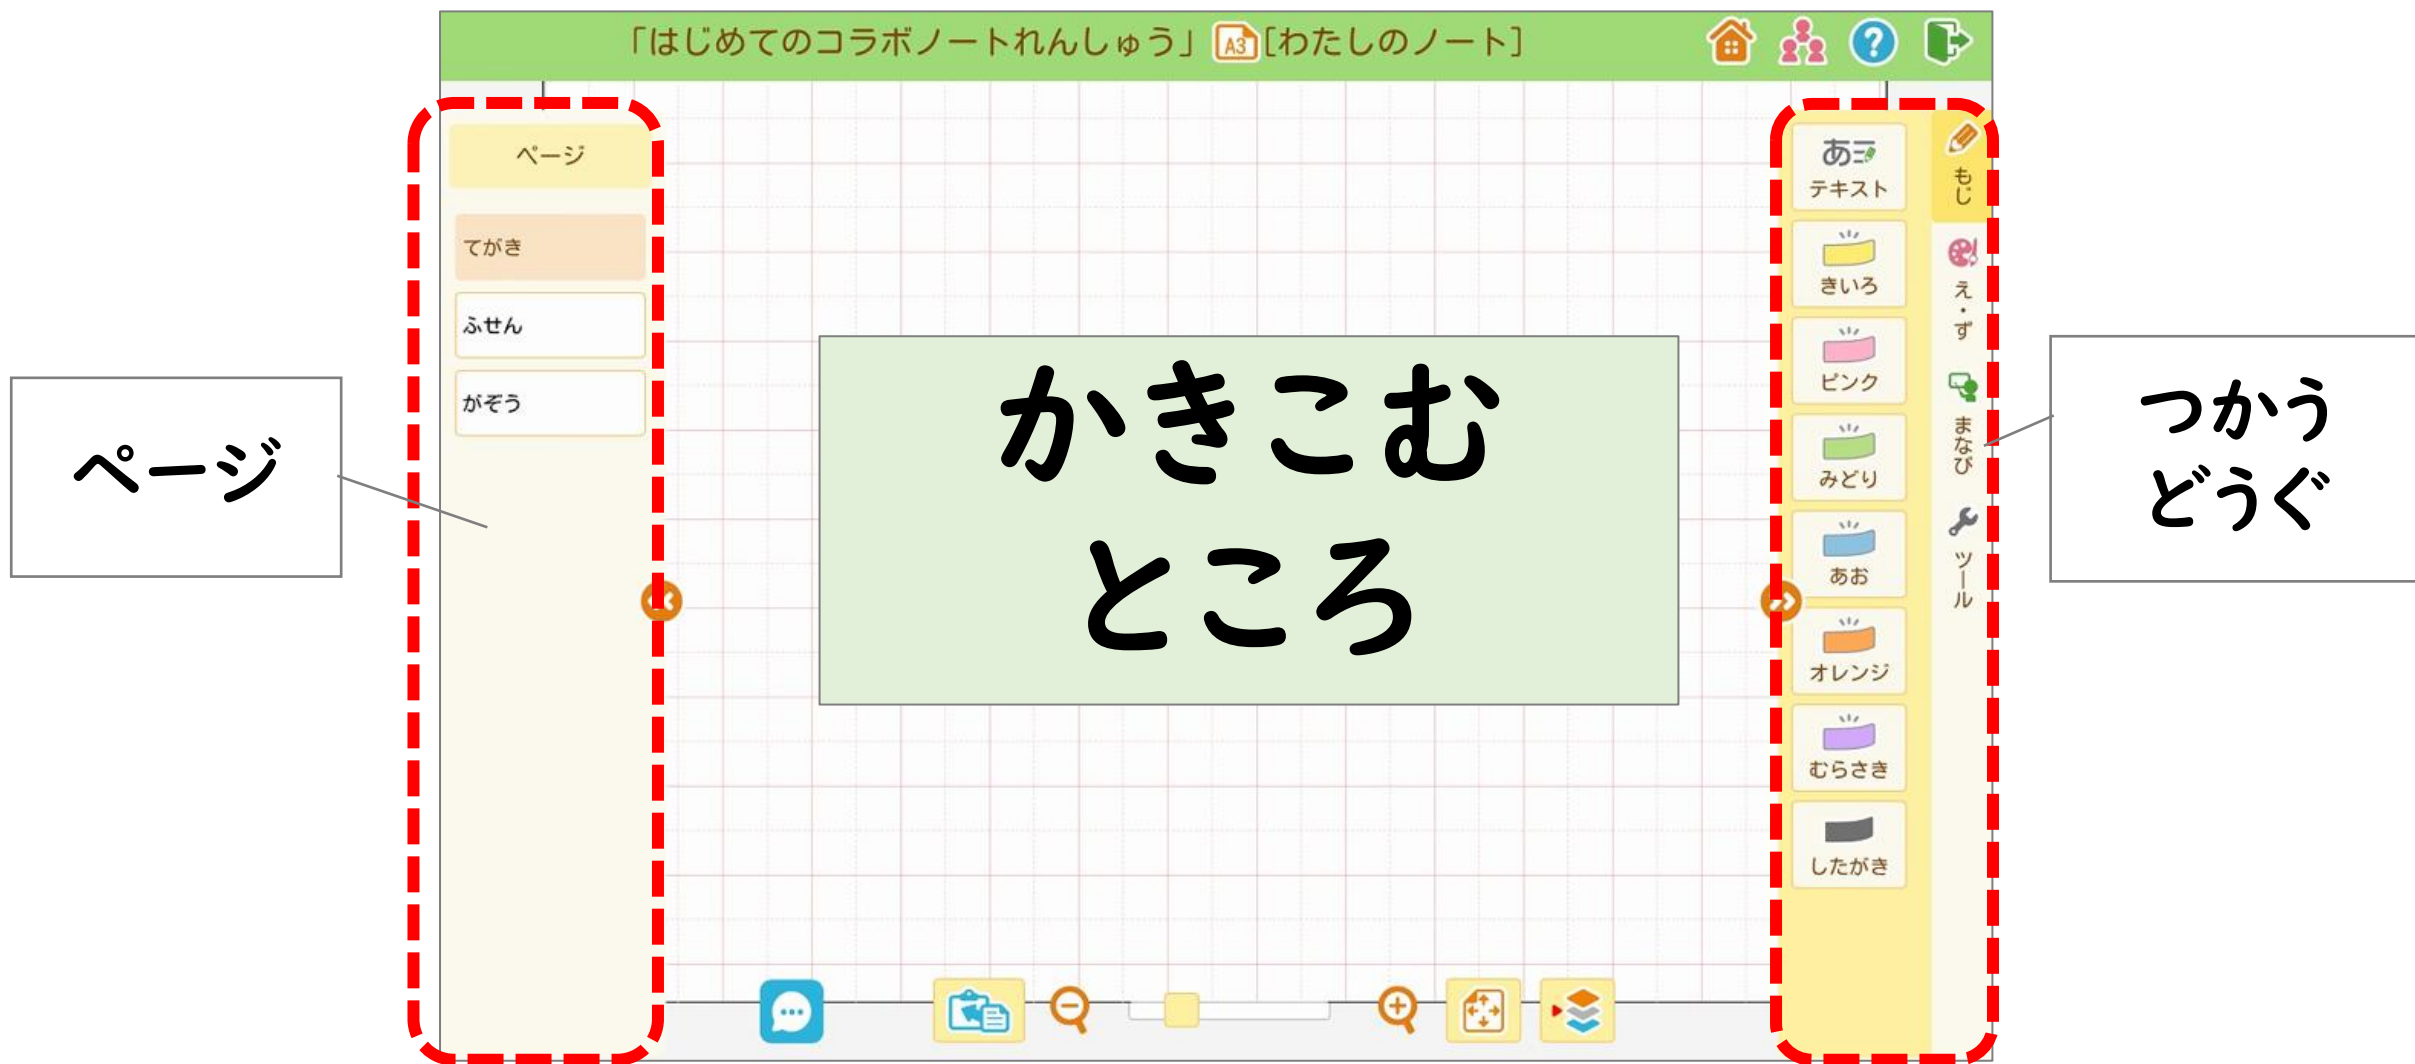 「はじめてのコラボノートれんしゅう」 A3 [わたしのノート]
ページ
てがき
ふせん
がぞう
ページ
かきこむ
ところ
テキスト
きいろ
ピンク
みどり
あお
オレンジ
むらさき
したがき
もじ
え・ず
まなび
ツール
つかう
どうぐ